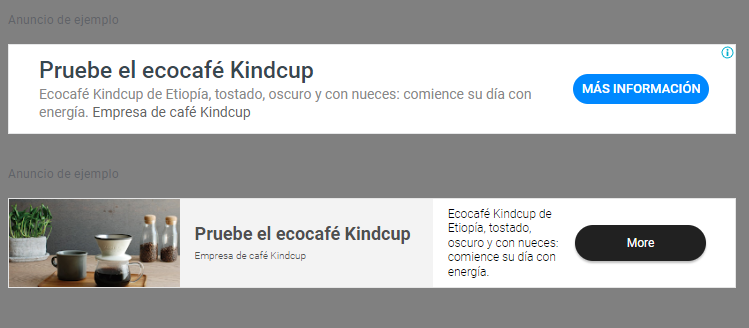 Anuncio de ejemplo
Pruebe el ecocafé Kindcup
Ecocafé Kindcup de Etiopía, tostado, oscuro y con nueces: comience su día con
energía. Empresa de café Kindcup
MÁS INFORMACIÓN
Anuncio de ejemplo
Pruebe el ecocafé Kindcup
Empresa de café Kindcup
Ecocafé Kindcup de
Etiopía, tostado,
oscuro y con nueces:
comience su día con
energía.
More